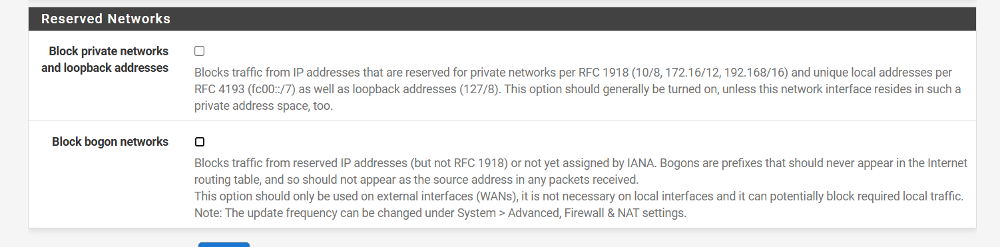 Reserved Networks
Block private networks
and loopback addresses
Blocks traffic from IP addresses that are reserved for private networks per RFC 1918 (10/8, 172.16/12, 192.168/16) and unique local addresses per
RFC 4193 (fc00::/7) as well as loopback addresses (127/8). This option should generally be turned on, unless this network interface resides in such a
private address space, too.
Block bogon networks
Blocks traffic from reserved IP addresses (but not RFC 1918) or not yet assigned by IANA. Bogons are prefixes that should never appear in the Internet
routing table, and so should not appear as the source address in any packets received.
This option should only be used on external interfaces (WANs), it is not necessary on local interfaces and it can potentially block required local traffic.
Note: The update frequency can be changed under System > Advanced, Firewall & NAT settings.